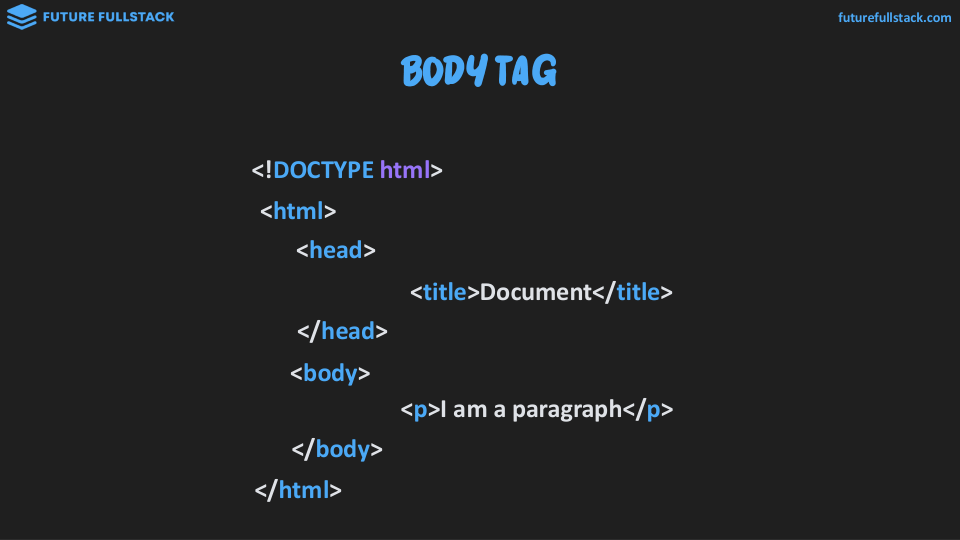 FUTURE FULLSTACK
futurefullstack.com
BODY TAG
<!DOCTYPE html>
<html>
<head>
<title>Document</title>
</head>
<body>
<p>I am a paragraph</p>
</body>
</html>